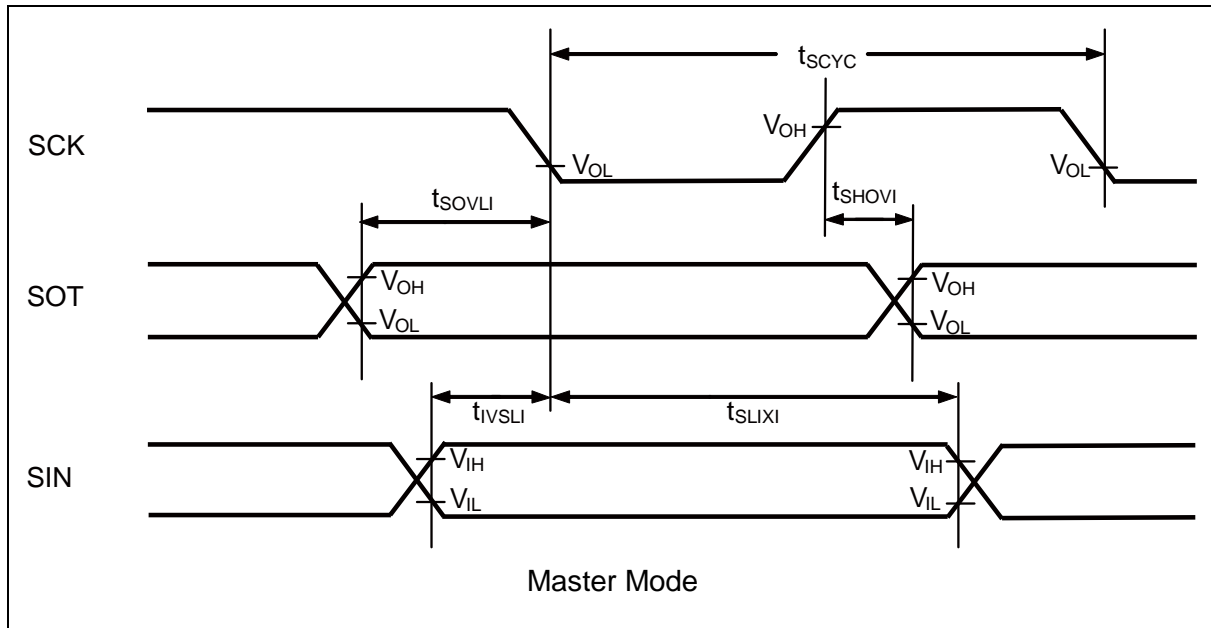 tSCYC
SCK
VOH
VOL
VOL
tSOVLI
tSHOVI
SOT
VOH
VOH
VOL
VOL
tIVSLI
tSLIXI
SIN
VIH
VIH
VIL
VIL
Master Mode